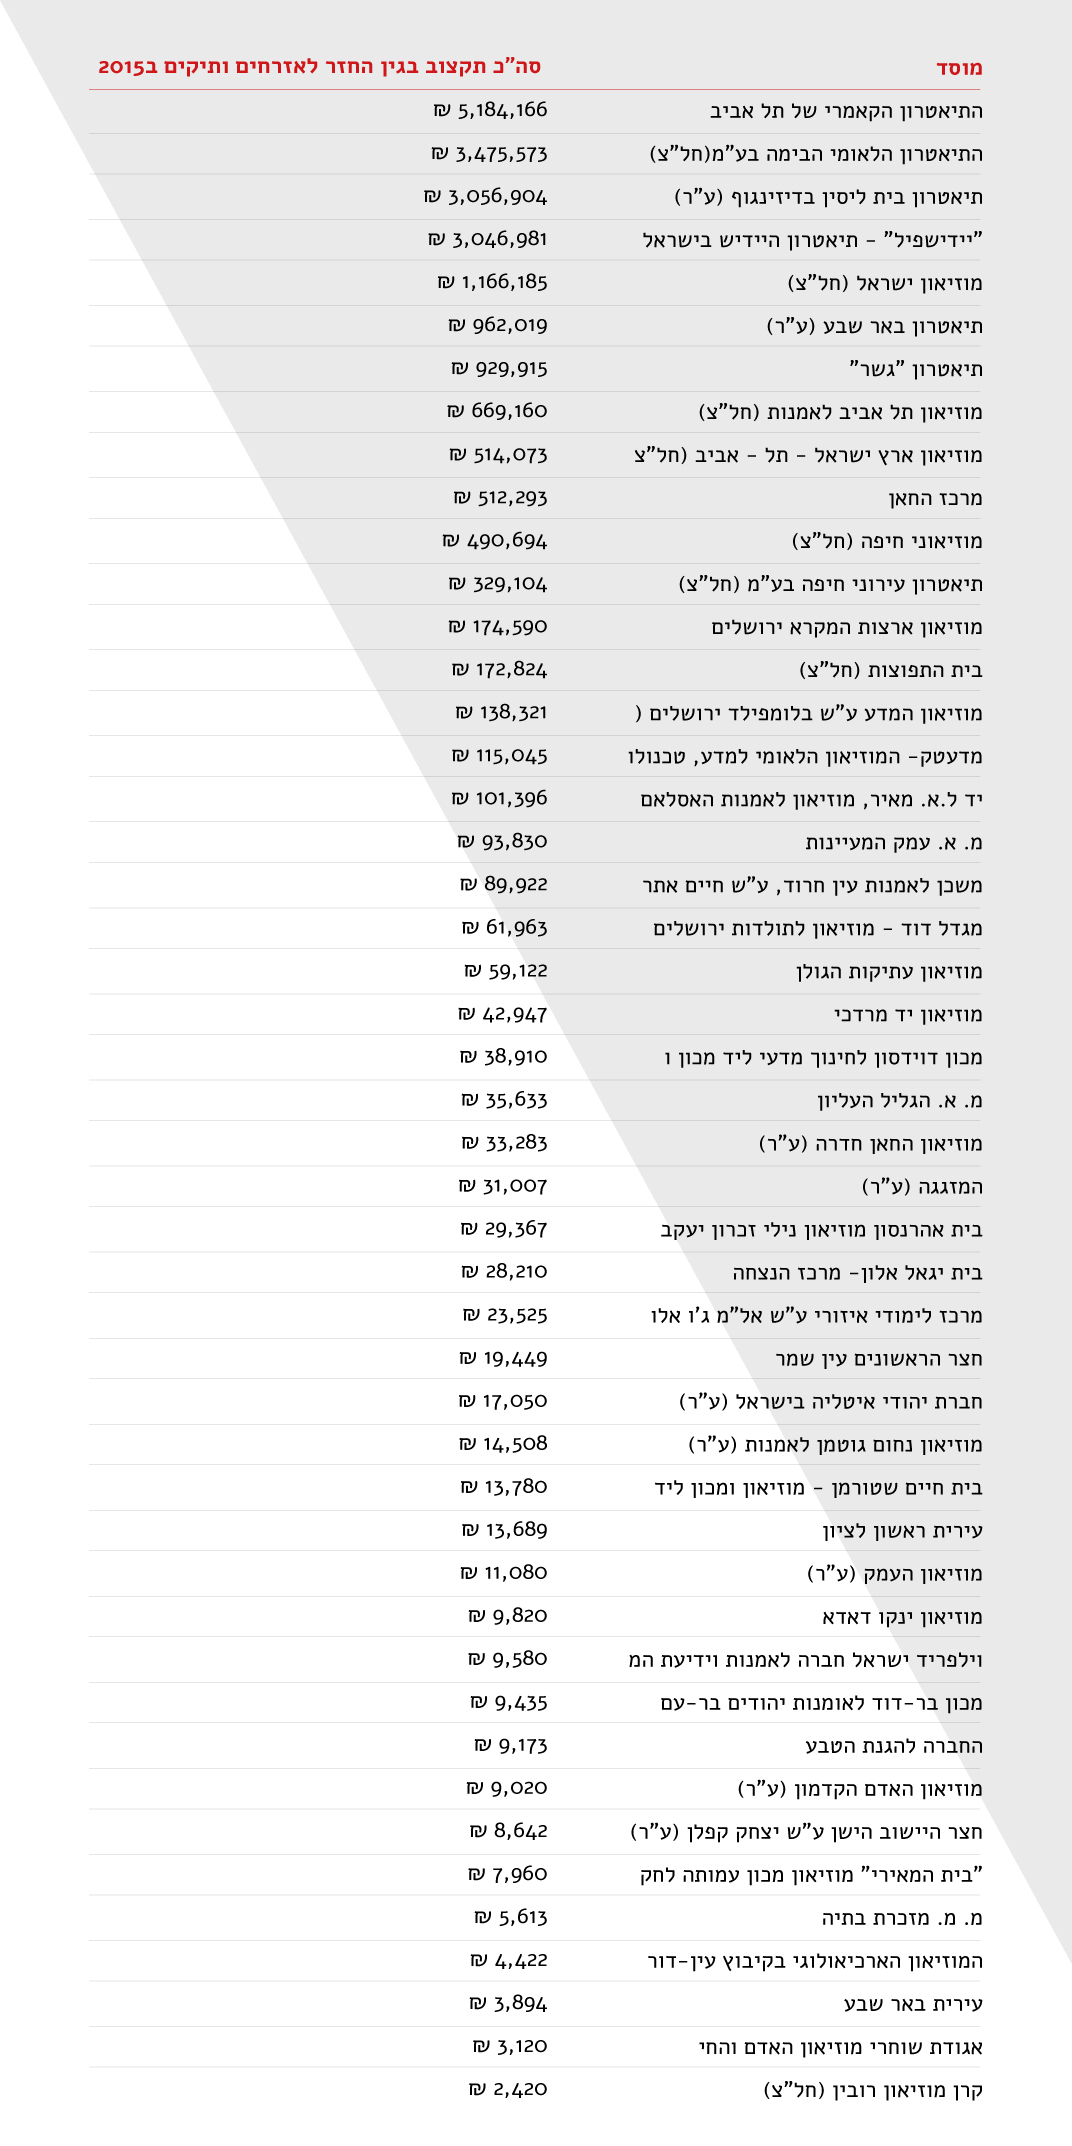 מוסד סה"כ תקצוב בגין החזר לאזרחים ותיקים ב2015
התיאטרון הקאמרי של תל אביב 5,184,166 ₪
התיאטרון הלאומי הבימה בע"מ(חל"צ) 3,475,573 ₪
תיאטרון בית ליסין בדיזינגוף (ע"ר) 3,056,904 ₪
"יידישפיל" - תיאטרון היידיש בישראל 3,046,981 ₪
מוזיאון ישראל (חל"צ) 1,166,185 ₪
תיאטרון באר שבע (ע"ר) 962,019 ₪
תיאטרון "גשר" 929,915 ₪
מוזיאון תל אביב לאמנות (חל"צ) 669,160 ₪
מוזיאון ארץ ישראל - תל - אביב (חל"צ 514,073 ₪
מרכז החאן 512,293 ₪
מוזיאוני חיפה (חל"צ) 490,694 ₪
תיאטרון עירוני חיפה בע"מ (חל"צ) 329,104 ₪
מוזיאון ארצות המקרא ירושלים 174,590 ₪
בית התפוצות (חל"צ) 172,824 ₪
מוזיאון המדע ע"ש בלומפילד ירושלים ( 138,321 ₪
מדעטק- המוזיאון הלאומי למדע, טכנולו 115,045 ₪
יד ל.א. מאיר, מוזיאון לאמנות האסלאם 101,396 ₪
מ. א. עמק המעיינות 93,830 ₪
משכן לאמנות עין חרוד, ע"ש חיים אתר 89,922 ₪
מגדל דוד - מוזיאון לתולדות ירושלים 61,963 ₪
מוזיאון עתיקות הגולן 59,122 ₪
מוזיאון יד מרדכי 42,947 ₪
מכון דוידסון לחינוך מדעי ליד מכון ו 38,910 ₪
מ. א. הגליל העליון 35,633 ₪
מוזיאון החאן חדרה (ע"ר) 33,283 ₪
המזגגה (ע"ר) 31,007 ₪
בית אהרנסון מוזיאון נילי זכרון יעקב 29,367 ₪
בית יגאל אלון- מרכז הנצחה 28,210 ₪
מרכז לימודי איזורי ע"ש אל"מ ג'ו אלו 23,525 ₪
חצר הראשונים עין שמר 19,449 ₪
חברת יהודי איטליה בישראל (ע"ר) 17,050 ₪
מוזיאון נחום גוטמן לאמנות (ע"ר) 14,508 ₪
בית חיים שטורמן - מוזיאון ומכון ליד 13,780 ₪
עירית ראשון לציון 13,689 ₪
מוזיאון העמק (ע"ר) 11,080 ₪
מוזיאון ינקו דאדא 9,820 ₪
וילפריד ישראל חברה לאמנות וידיעת המ 9,580 ₪
מכון בר-דוד לאומנות יהודים בר-עם 9,435 ₪
החברה להגנת הטבע 9,173 ₪
מוזיאון האדם הקדמון (ע"ר) 9,020 ₪
חצר היישוב הישן ע"ש יצחק קפלן (ע"ר) 8,642 ₪
"בית המאירי" מוזיאון מכון עמותה לחק 7,960 ₪
מ. מ. מזכרת בתיה 5,613 ₪
המוזיאון הארכיאולוגי בקיבוץ עין-דור 4,422 ₪
עירית באר שבע 3,894 ₪
אגודת שוחרי מוזיאון האדם והחי 3,120 ₪
קרן מוזיאון רובין (חל"צ) 2,420 ₪